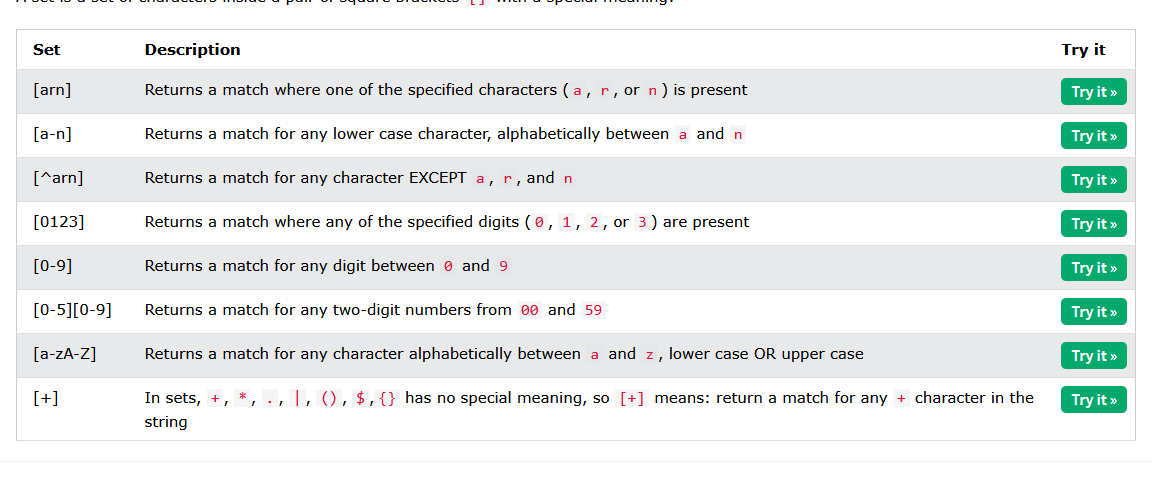 A set is a set of characters inside a pair of square brackets [] with a special meaning:
Set Description Try it
[arn] Returns a match where one of the specified characters (a, r, or n) is present Try it »
[a-n] Returns a match for any lower case character, alphabetically between a and n Try it »
[^arn] Returns a match for any character EXCEPT a, r, and n Try it »
[0123] Returns a match where any of the specified digits (0, 1, 2, or 3) are present Try it »
[0-9] Returns a match for any digit between 0 and 9 Try it »
[0-5][0-9] Returns a match for any two-digit numbers from 00 and 59 Try it »
[a-zA-Z] Returns a match for any character alphabetically between a and z, lower case OR upper case Try it »
[+] In sets, +, *, ., |, (), $,{} has no special meaning, so [+] means: return a match for any + character in the Try it »
string